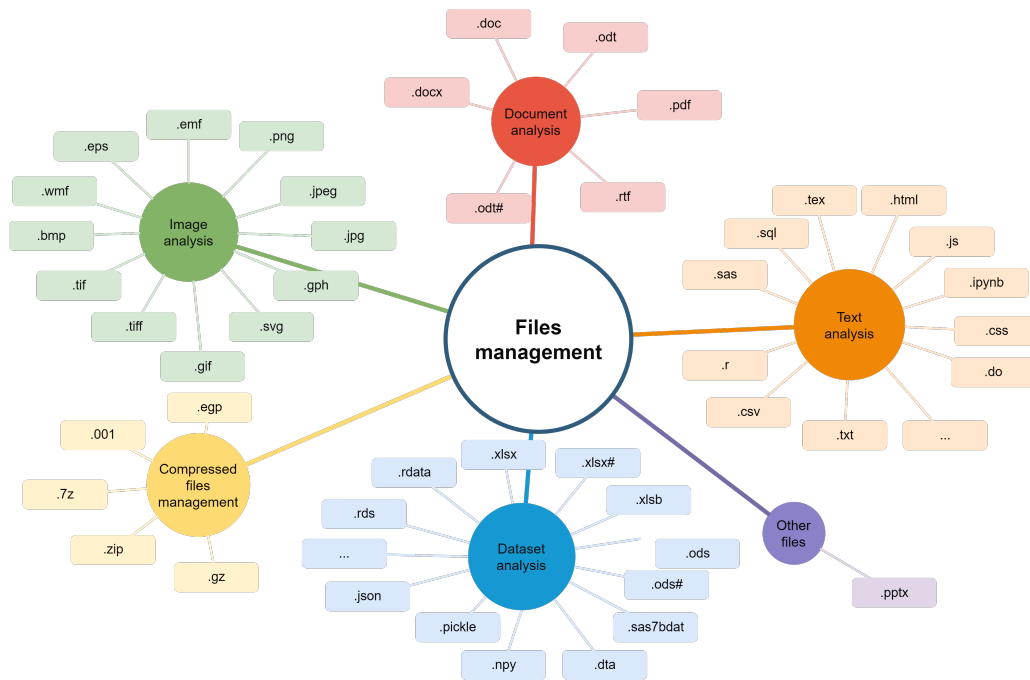 Files
management
Document
analysis
.doc
.odt
.docx
.pdf
.odt#
.rtf
Image
analysis
.emf
.png
.eps
.jpeg
.wmf
.jpg
.bmp
.gph
.tif
.svg
.tiff
.gif
Text
analysis
.tex
.html
.sql
.js
.sas
.ipynb
.css
.r
.do
.csv
.txt
...
Compressed
files
management
.egp
.001
.7z
.zip
.gz
Dataset
analysis
.xlsx
.xlsx#
.rdata
.xlsb
.rds
...
.ods
.ods#
.json
.pickle
.sas7bdat
.npy
.dta
Other
files
.pptx